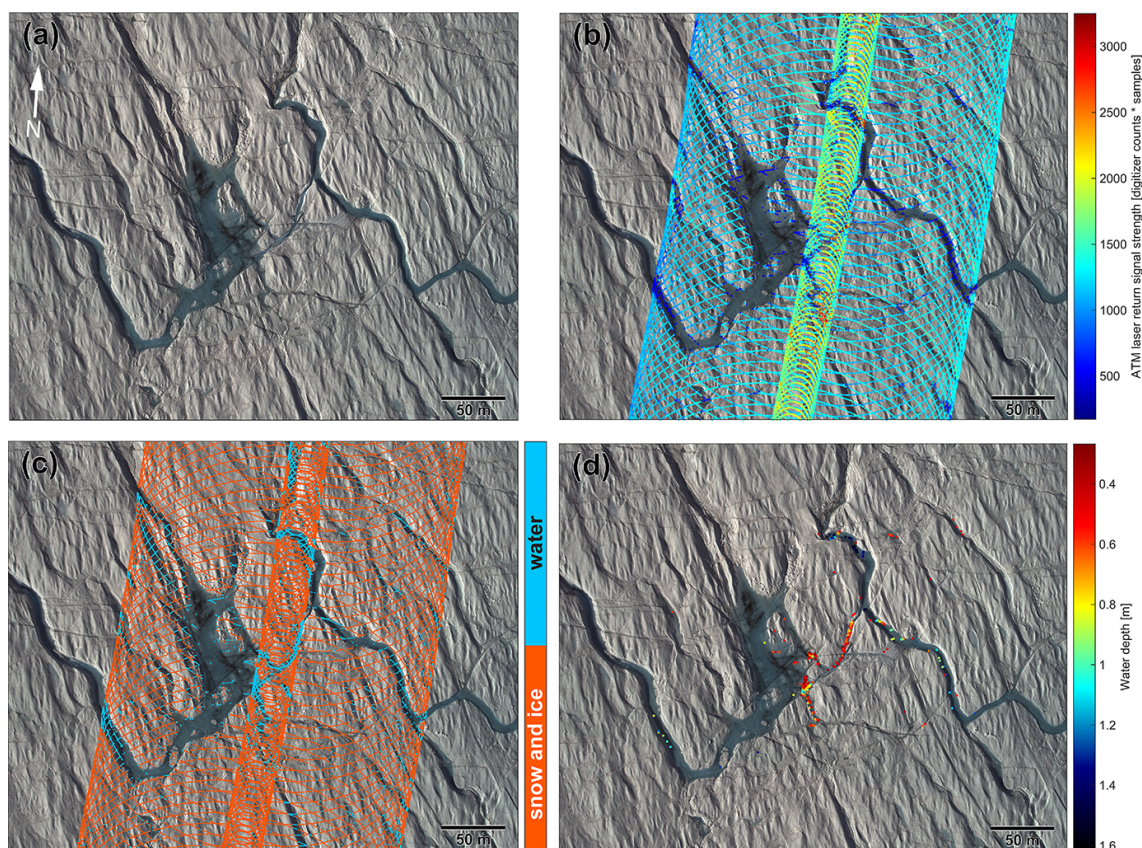 (a)
N
50 m
(b)
50 m
3000
2500
2000
1500
1000
500
ATM laser return signal strength [digitizer counts * samples]
(c)
50 m
water
snow and ice
(d)
50 m
0.4
0.6
0.8
1
1.2
1.4
1.6
Water depth [m]